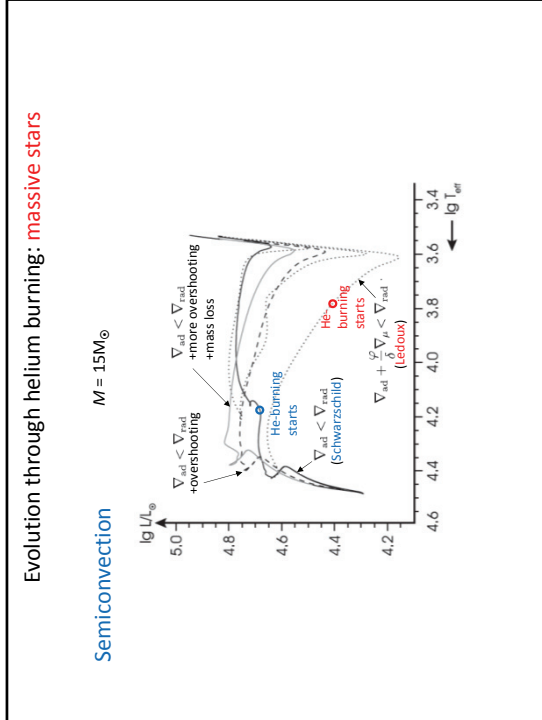 Evolution through helium burning: massive stars
Semiconvection
M = 15M⊙
lg L/L⊙
5.0
4.8
4.6
4.4
4.2
∇ad < ∇rad
+overshooting
∇ad < ∇rad
+more overshooting
+mass loss
He-burning
starts
∇ad < ∇rad
(Schwarzschild)
He-
burning
starts
∇ad + φ/δ ∇μ < ∇rad .
(Ledoux)
4.6
4.4
4.2
4.0
3.8
3.6
3.4
lg Teff